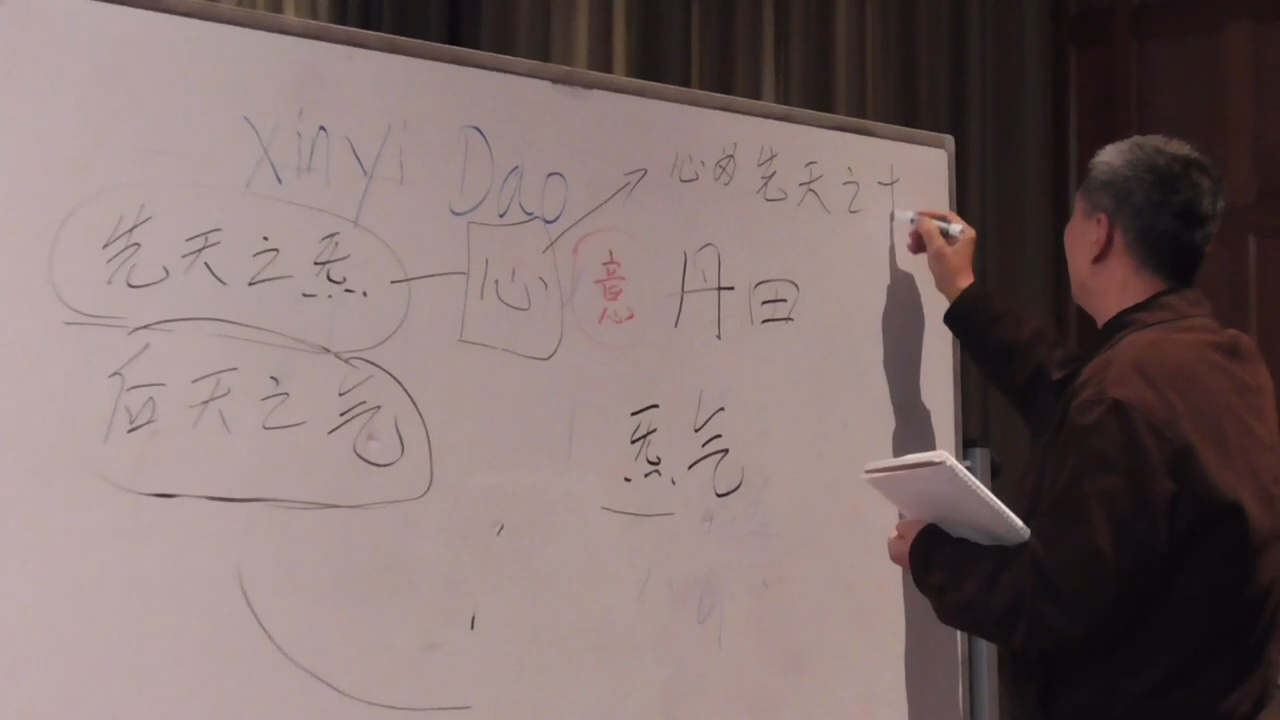 Xinyi Dao
心为先天之
先天之炁
心
意
丹田
后天之气
炁气